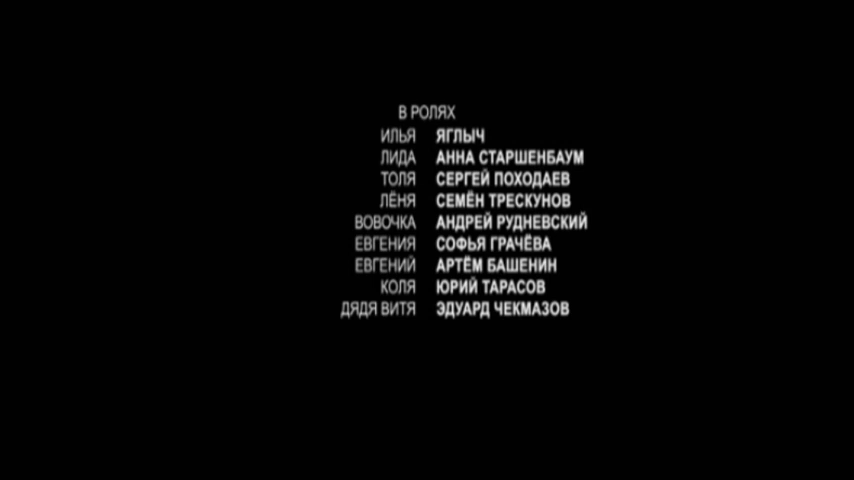 В РОЛЯХ
ИЛЬЯ ЯГЛЫЧ
ЛИДА АННА СТАРШЕНБАУМ
ТОЛЯ СЕРГЕЙ ПОХОДАЕВ
ЛЁНЯ СЕМЁН ТРЕСКУНОВ
ВОВОЧКА АНДРЕЙ РУДНЕВСКИЙ
ЕВГЕНИЯ СОФЬЯ ГРАЧЁВА
ЕВГЕНИЙ АРТЁМ БАШЕНИН
КОЛЯ ЮРИЙ ТАРАСОВ
ДЯДЯ ВИТЯ ЭДУАРД ЧЕКМАЗОВ